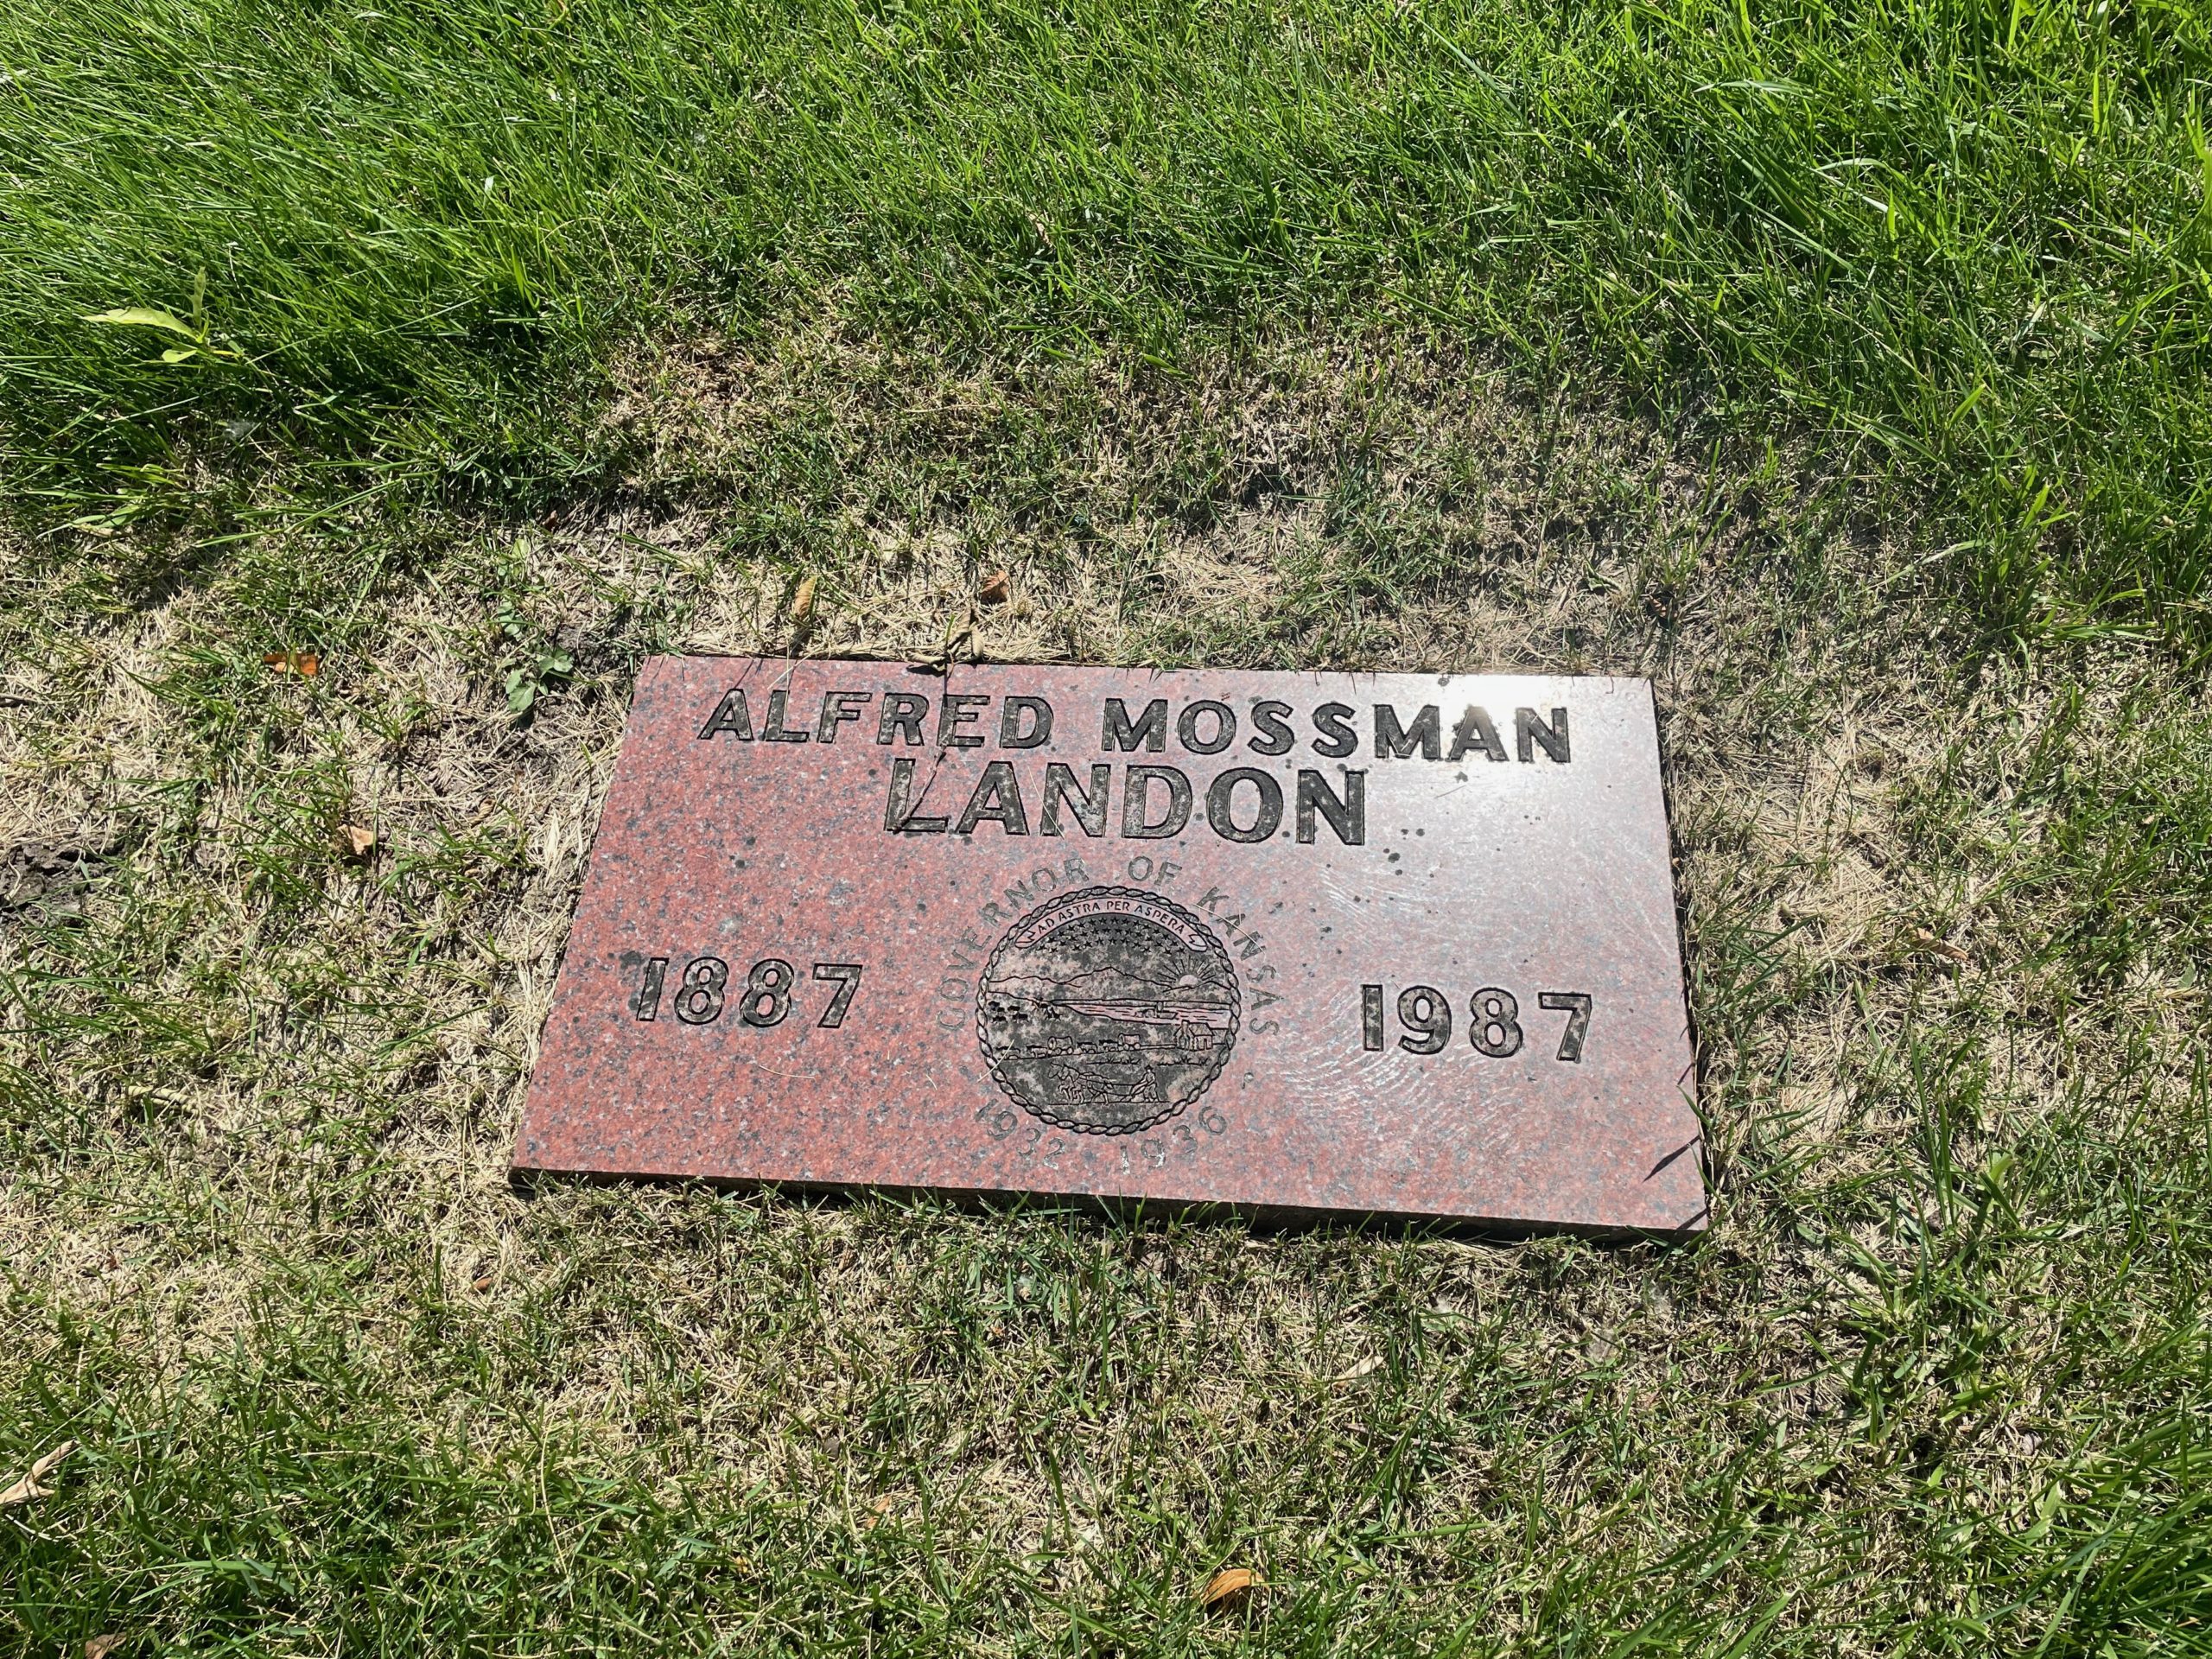 ALFRED MOSSMAN
LANDON
GOVERNOR OF KANSAS
AD ASTRA PER ASPERA
1887
1987
1932 1936